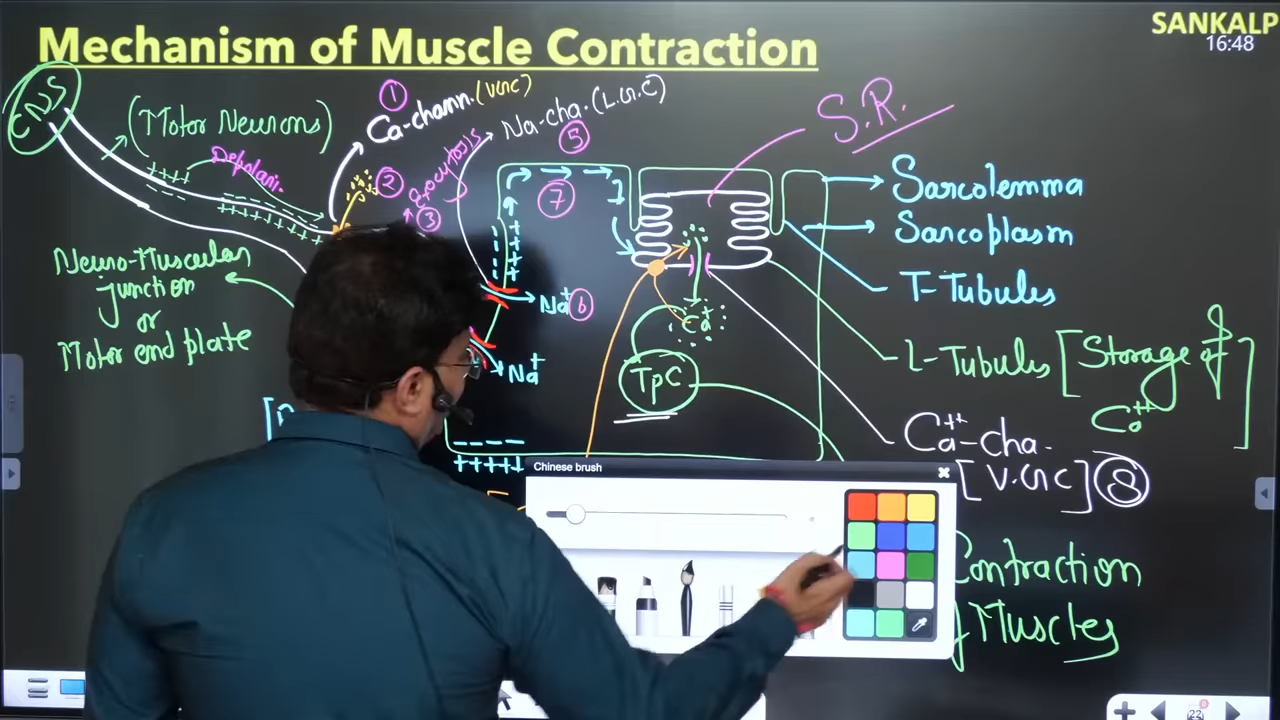 Mechanism of Muscle Contraction
SANKALP
16:48
CNS
(Motor Neurons)
Depolari.
++++
1
Ca-chann.(VGC)
2
Exocytosis
3
Na-cha.(L.G.C)
5
7
S.R.
Sarcolemma
Sarcoplasm
T-Tubules
Neuro-Muscular
junction
or
Motor end plate
Na+ 6
Na+
Ca+
TpC
L-Tubules [Storage of
Ca++]
Ca++-cha.
[V.GC] 8
Chinese brush
Contraction
Muscles
22